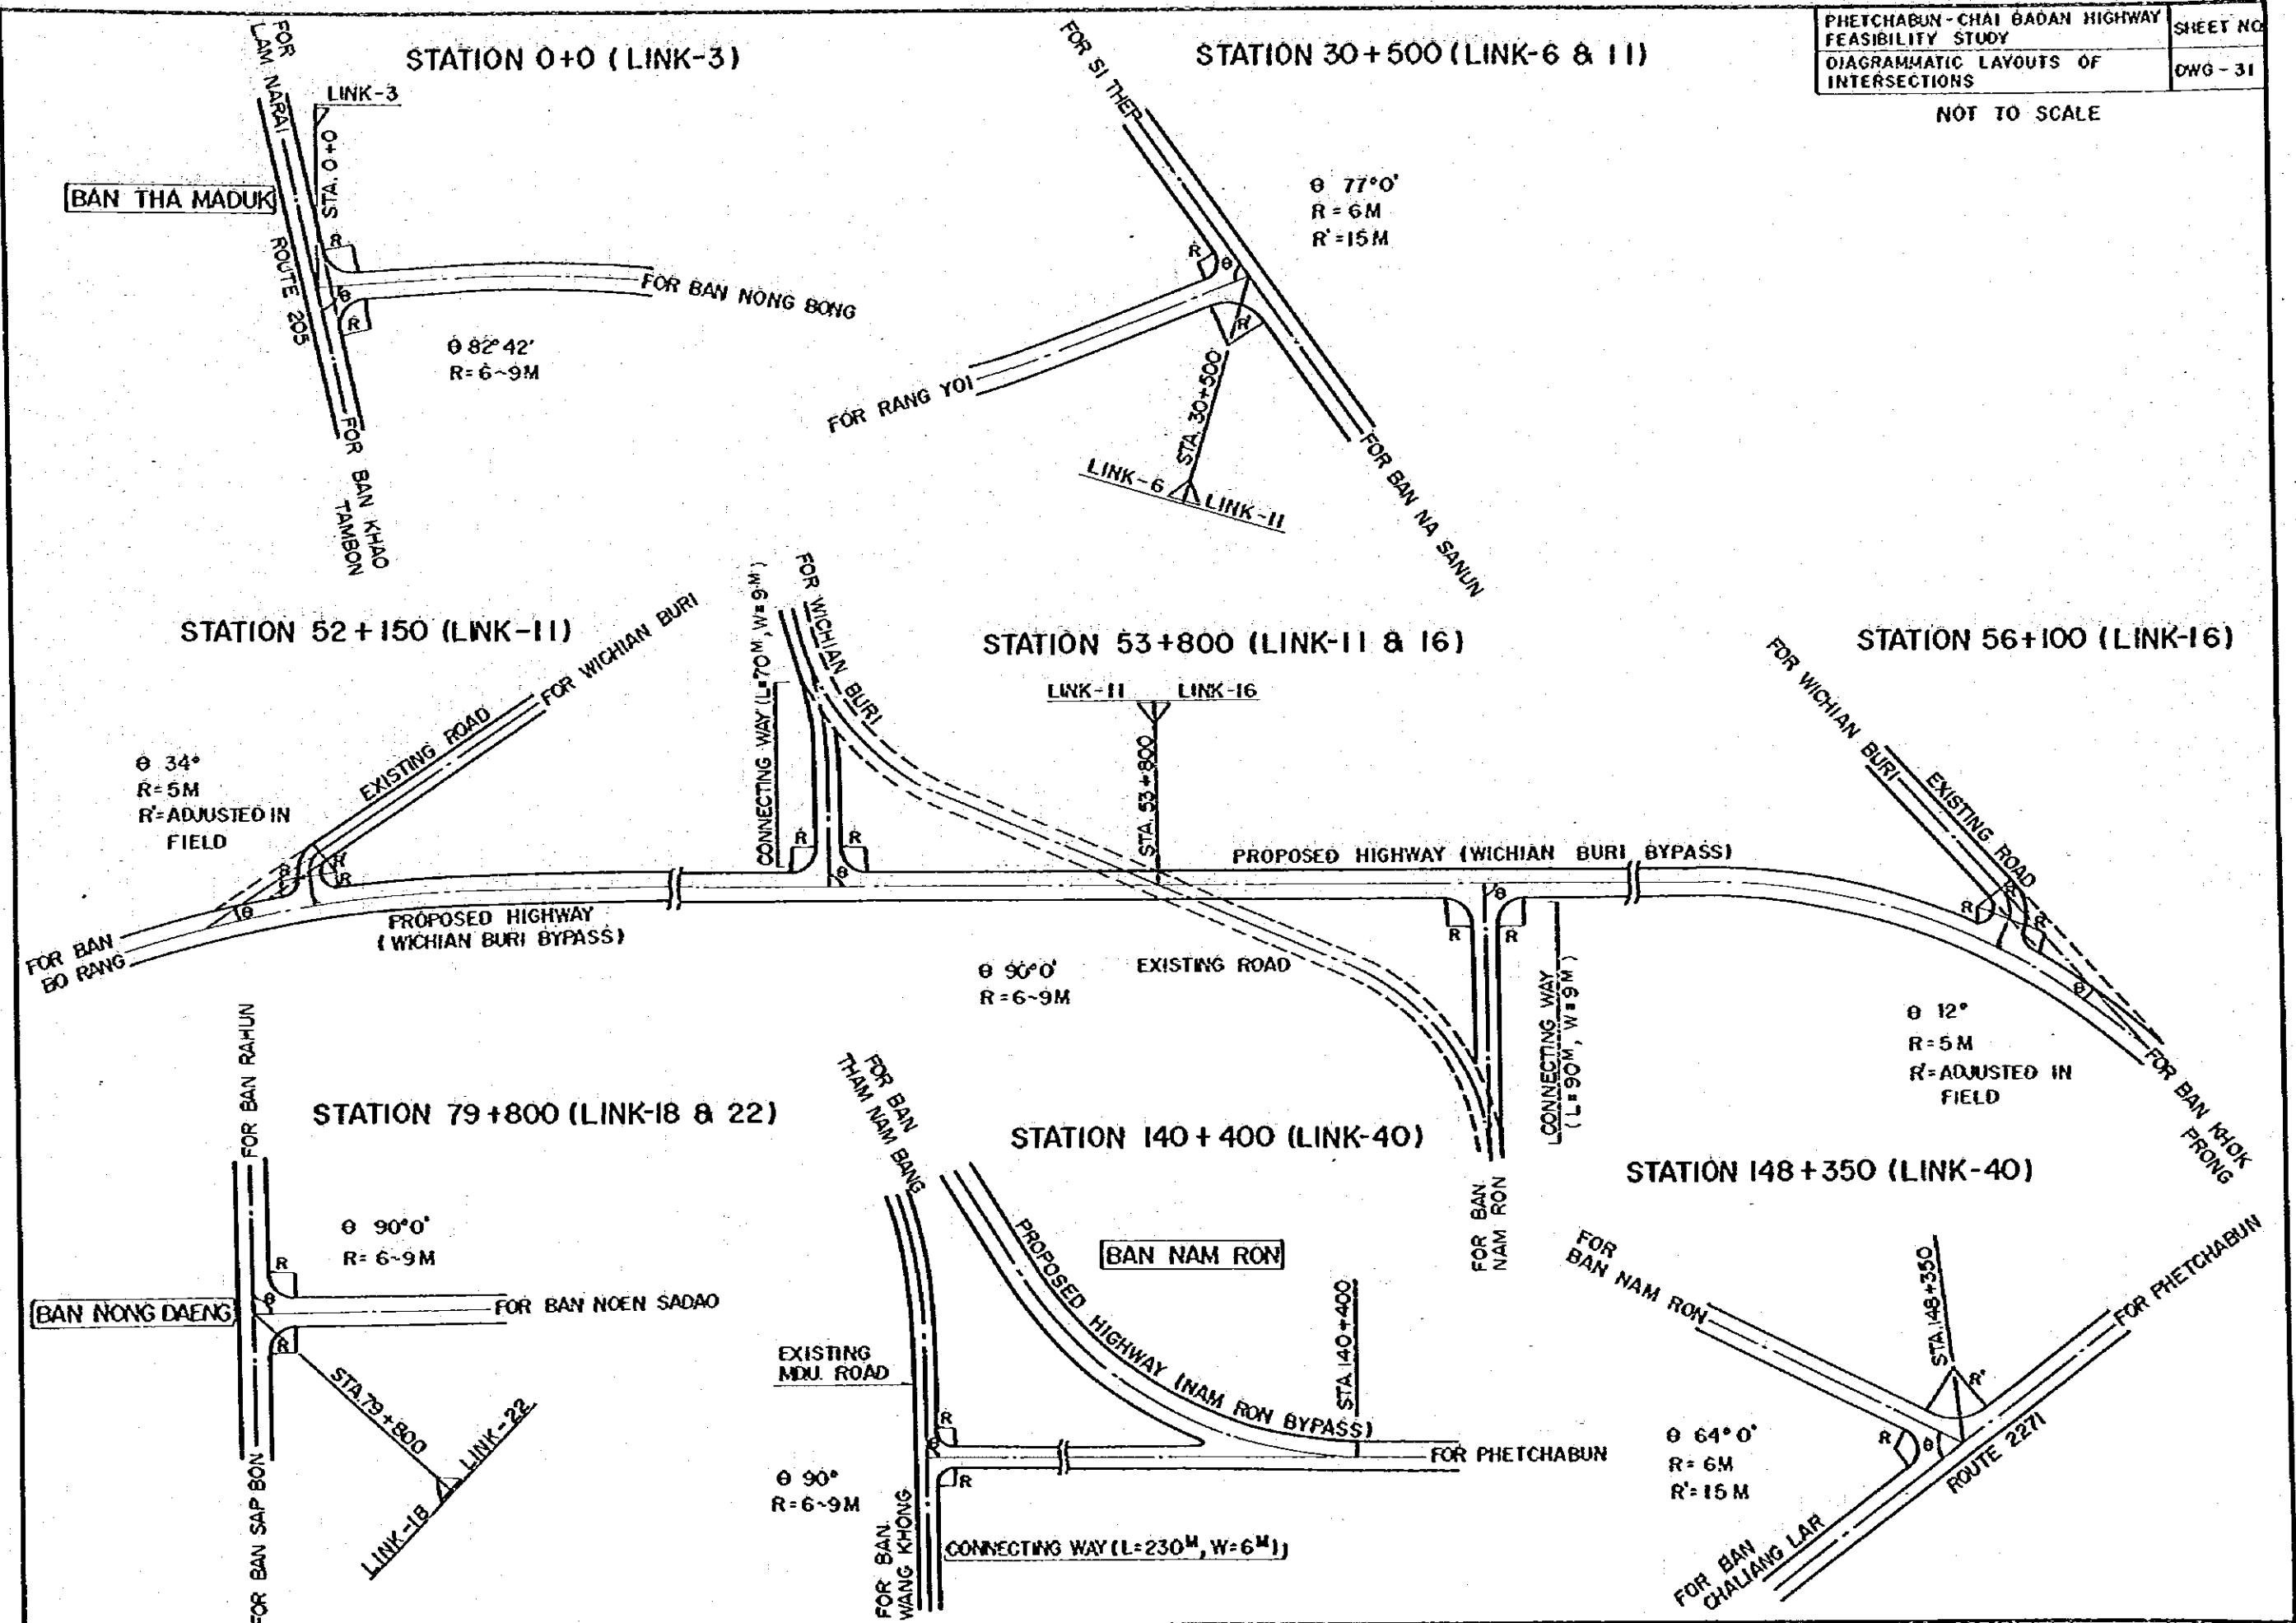 PHETCHABUN-CHAI BADAN HIGHWAY
FEASIBILITY STUDY
SHEET NO
DIAGRAMMATIC LAYOUTS OF
INTERSECTIONS
DWG-31
NOT TO SCALE
STATION 0+0 (LINK-3)
FOR
LAM NARAI
LINK-3
STA. 0+0
BAN THA MADUK
ROUTE 205
R
θ
R
FOR BAN NONG BONG
θ 82°42'
R=6~9M
FOR BAN KHAO
TAMBON
STATION 30+500 (LINK-6 & 11)
FOR SI THEP
θ 77°0'
R=6M
R'=15M
R
θ
R'
FOR RANG YOI
STA. 30+500
LINK-6
LINK-11
FOR BAN NA SANUN
STATION 52+150 (LINK-11)
FOR WICHIAN BURI
EXISTING ROAD
θ 34°
R=5M
R'=ADJUSTED IN
FIELD
R
R'
R
θ
PROPOSED HIGHWAY
(WICHIAN BURI BYPASS)
FOR BAN
BO RANG
STATION 53+800 (LINK-11 & 16)
FOR WICHIAN BURI
CONNECTING WAY (L=70M, W=9M)
LINK-11
LINK-16
STA. 53+800
R
R
θ
PROPOSED HIGHWAY (WICHIAN BURI BYPASS)
θ 90°0'
R=6~9M
EXISTING ROAD
θ
R
R
CONNECTING WAY
(L=90M, W=9M)
FOR BAN
NAM RON
STATION 56+100 (LINK-16)
FOR WICHIAN BURI
EXISTING ROAD
R
R'
R
θ
θ 12°
R=5M
R'=ADJUSTED IN
FIELD
FOR BAN KHOK
PRONG
STATION 79+800 (LINK-18 & 22)
FOR BAN RAHUN
θ 90°0'
R=6~9M
R
θ
R
BAN NONG DAENG
FOR BAN NOEN SADAO
STA. 79+800
LINK-18
LINK-22
FOR BAN SAP BON
STATION 140+400 (LINK-40)
FOR BAN
THAM NAM BANG
PROPOSED HIGHWAY (NAM RON BYPASS)
BAN NAM RON
STA. 140+400
EXISTING
MDU. ROAD
R
θ
R
FOR PHETCHABUN
θ 90°
R=6~9M
FOR BAN
WANG KHONG
CONNECTING WAY (L=230M, W=6M)
STATION 148+350 (LINK-40)
FOR
BAN NAM RON
STA. 148+350
FOR PHETCHABUN
R'
R
θ
θ 64°0'
R=6M
R'=15M
ROUTE 2271
FOR BAN
CHALIANG LAR